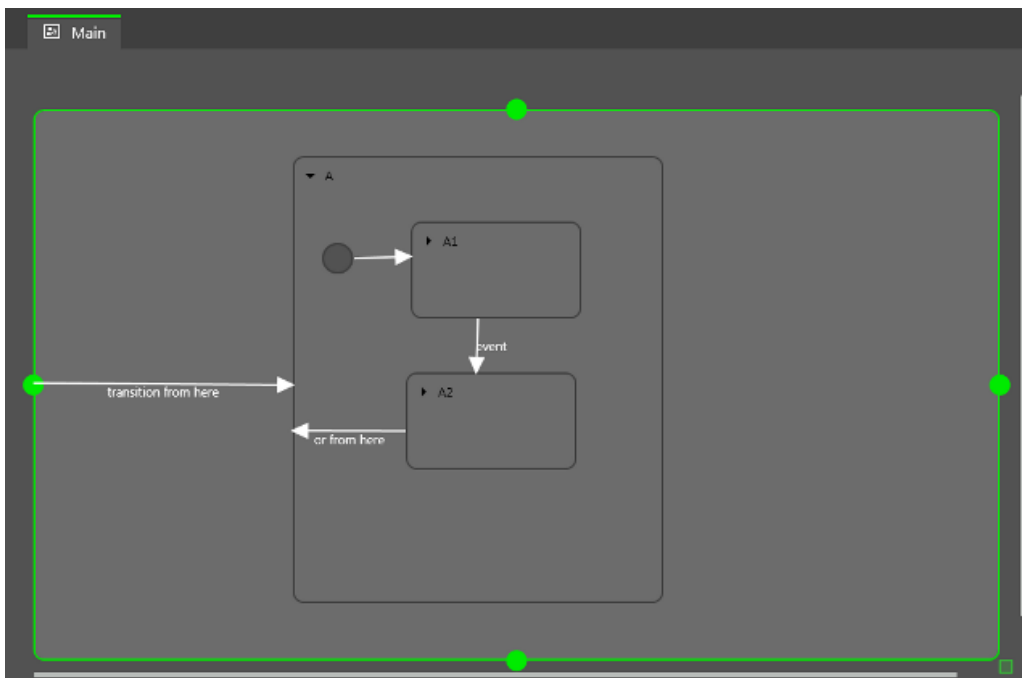 Main
A
A1
event
transition from here
A2
or from here